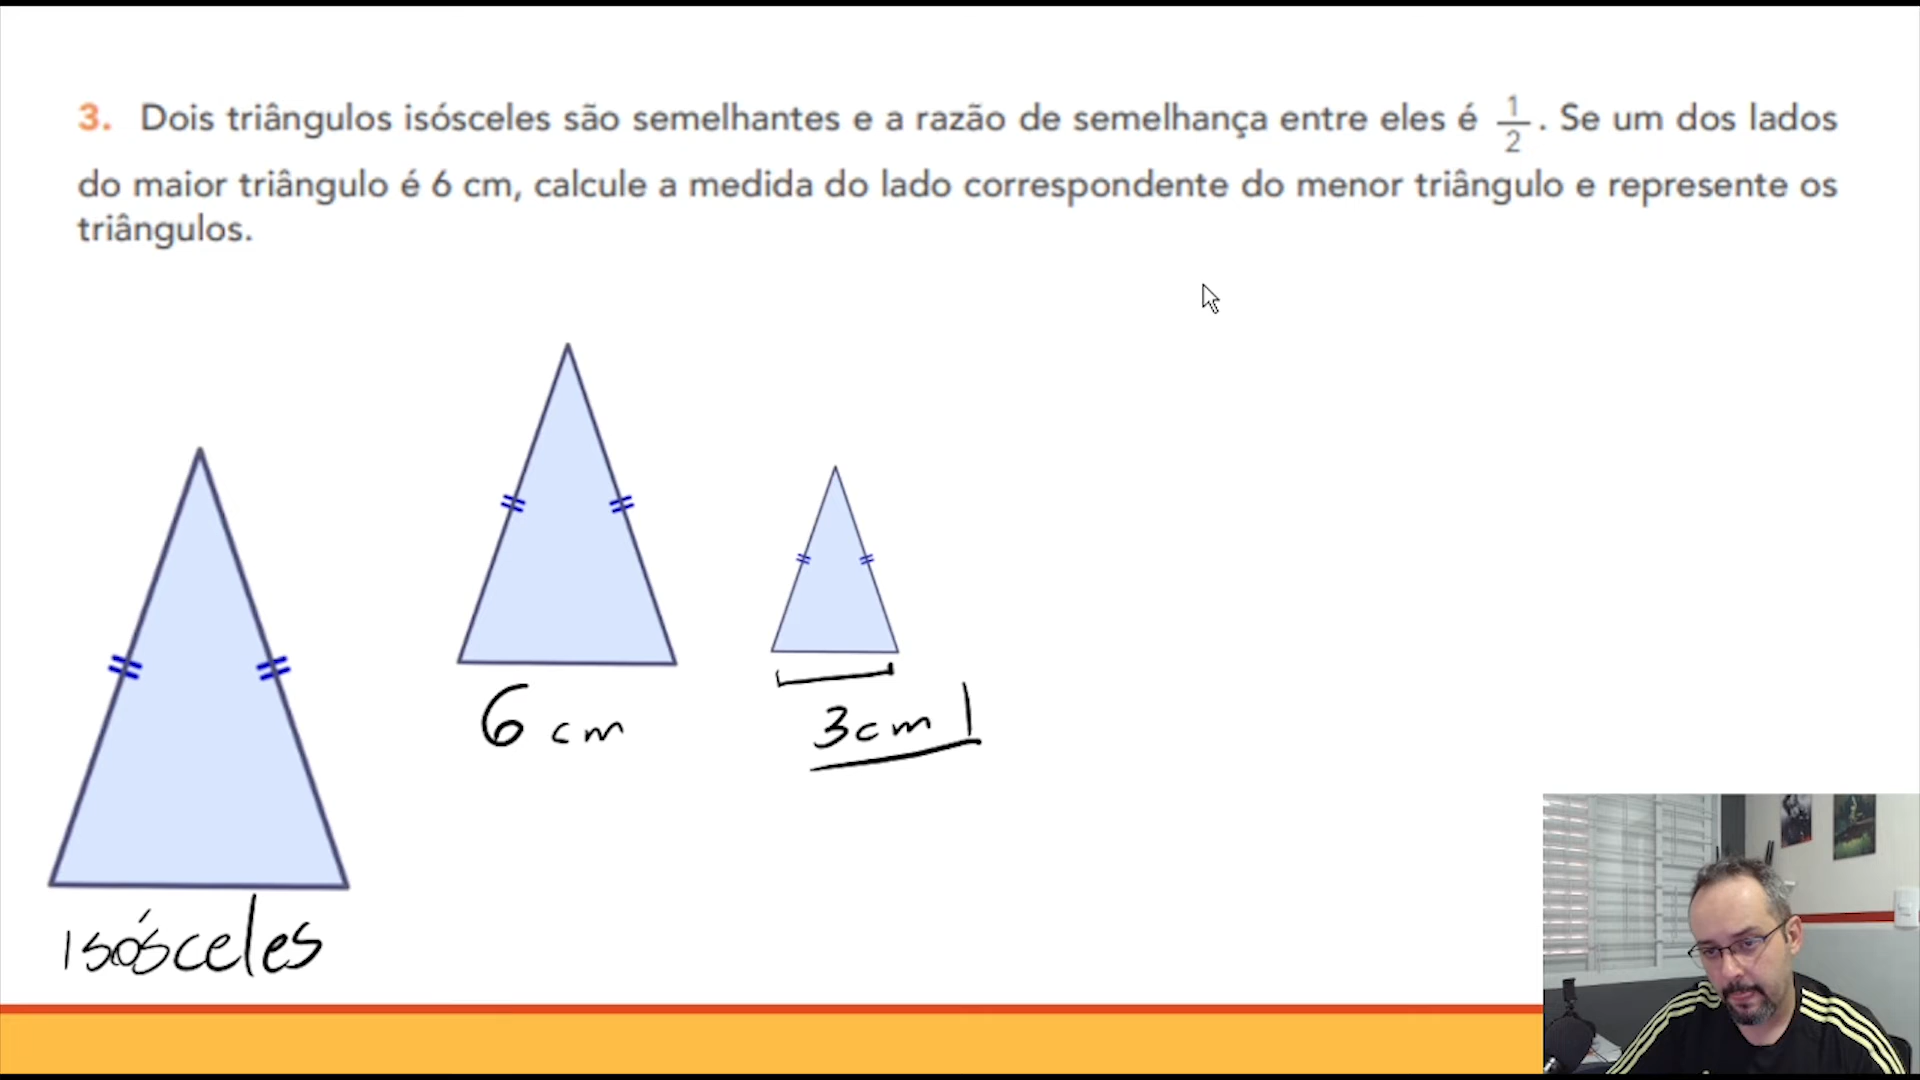 3. Dois triângulos isósceles são semelhantes e a razão de semelhança entre eles é 1/2. Se um dos lados
do maior triângulo é 6 cm, calcule a medida do lado correspondente do menor triângulo e represente os
triângulos.
6 cm
3cm
isósceles